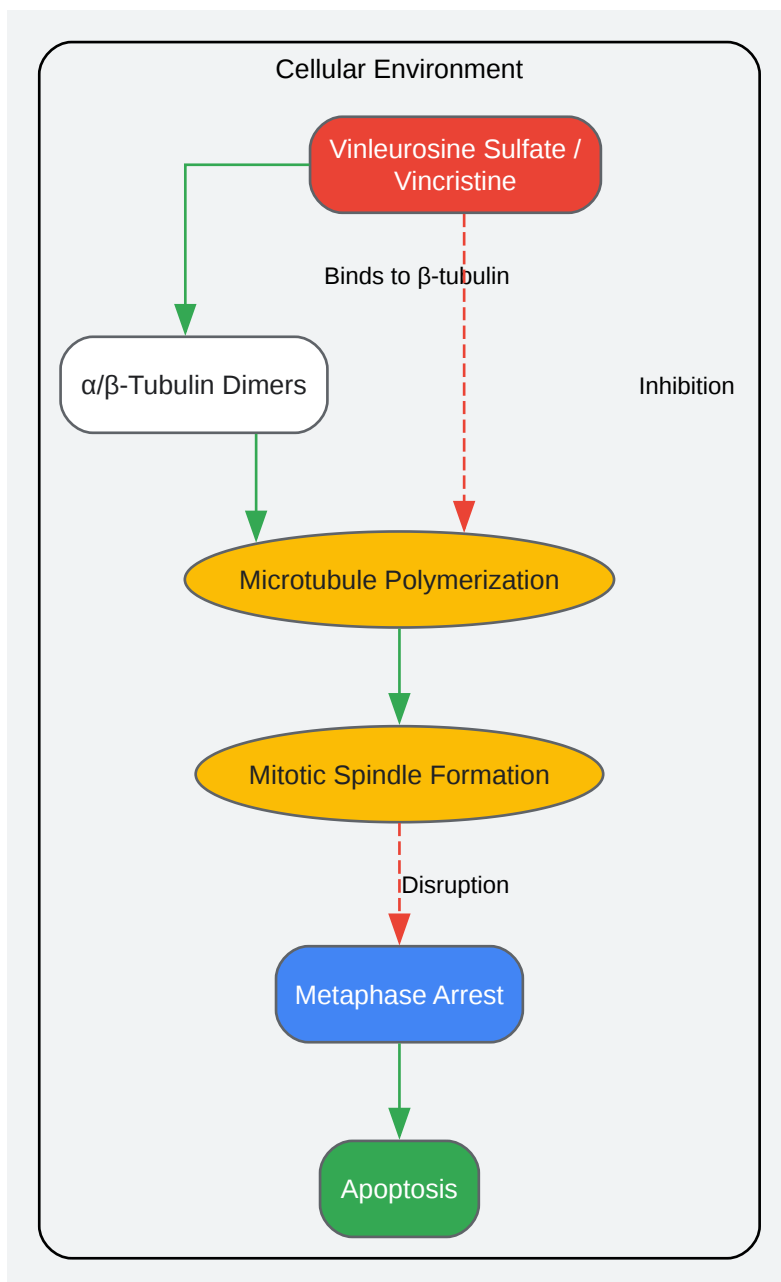 Cellular Environment
Vinleurosine Sulfate /
Vincristine
Binds to β-tubulin
α/β-Tubulin Dimers
Inhibition
Microtubule Polymerization
Mitotic Spindle Formation
Disruption
Metaphase Arrest
Apoptosis